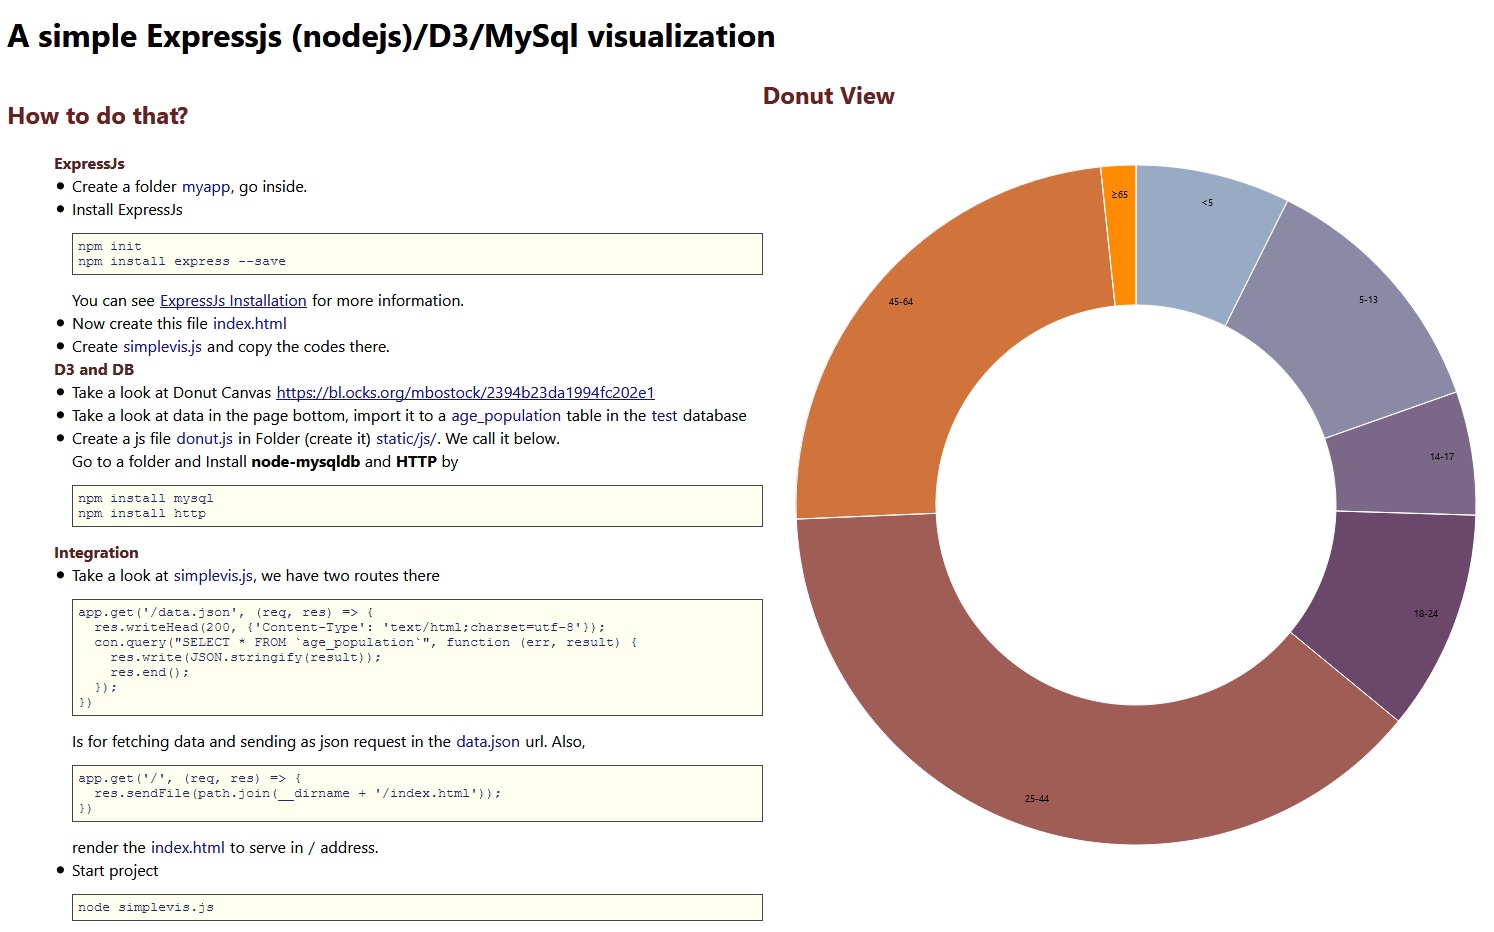 A simple Expressjs (nodejs)/D3/MySql visualization
How to do that?
ExpressJs
● Create a folder myapp, go inside.
● Install ExpressJs
npm init
npm install express --save
You can see ExpressJs Installation for more information.
● Now create this file index.html
● Create simplevis.js and copy the codes there.
D3 and DB
● Take a look at Donut Canvas https://bl.ocks.org/mbostock/2394b23da1994fc202e1
● Take a look at data in the page bottom, import it to a age_population table in the test database
● Create a js file donut.js in Folder (create it) static/js/. We call it below.
Go to a folder and Install node-mysqldb and HTTP by
npm install mysql
npm install http
Integration
● Take a look at simplevis.js, we have two routes there
app.get('/data.json', (req, res) => {
  res.writeHead(200, {'Content-Type': 'text/html;charset=utf-8'});
  con.query("SELECT * FROM `age_population`", function (err, result) {
    res.write(JSON.stringify(result));
    res.end();
  });
})
Is for fetching data and sending as json request in the data.json url. Also,
app.get('/', (req, res) => {
  res.sendFile(path.join(__dirname + '/index.html'));
})
render the index.html to serve in / address.
● Start project
node simplevis.js
Donut View
≥65
<5
45-64
5-13
14-17
18-24
25-44